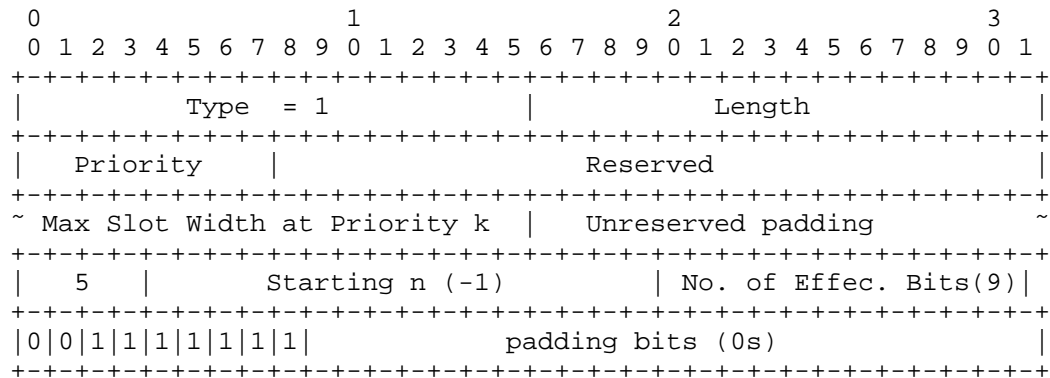 0                   1                   2                   3
 0 1 2 3 4 5 6 7 8 9 0 1 2 3 4 5 6 7 8 9 0 1 2 3 4 5 6 7 8 9 0 1
+-+-+-+-+-+-+-+-+-+-+-+-+-+-+-+-+-+-+-+-+-+-+-+-+-+-+-+-+-+-+-+-+
|          Type  = 1            |           Length              |
+-+-+-+-+-+-+-+-+-+-+-+-+-+-+-+-+-+-+-+-+-+-+-+-+-+-+-+-+-+-+-+-+
|   Priority    |                   Reserved                    |
+-+-+-+-+-+-+-+-+-+-+-+-+-+-+-+-+-+-+-+-+-+-+-+-+-+-+-+-+-+-+-+-+
~ Max Slot Width at Priority k  |   Unreserved padding          ~
+-+-+-+-+-+-+-+-+-+-+-+-+-+-+-+-+-+-+-+-+-+-+-+-+-+-+-+-+-+-+-+-+
|   5   |       Starting n (-1)         | No. of Effec. Bits(9)|
+-+-+-+-+-+-+-+-+-+-+-+-+-+-+-+-+-+-+-+-+-+-+-+-+-+-+-+-+-+-+-+-+
|0|0|1|1|1|1|1|1|1|            padding bits (0s)                |
+-+-+-+-+-+-+-+-+-+-+-+-+-+-+-+-+-+-+-+-+-+-+-+-+-+-+-+-+-+-+-+-+